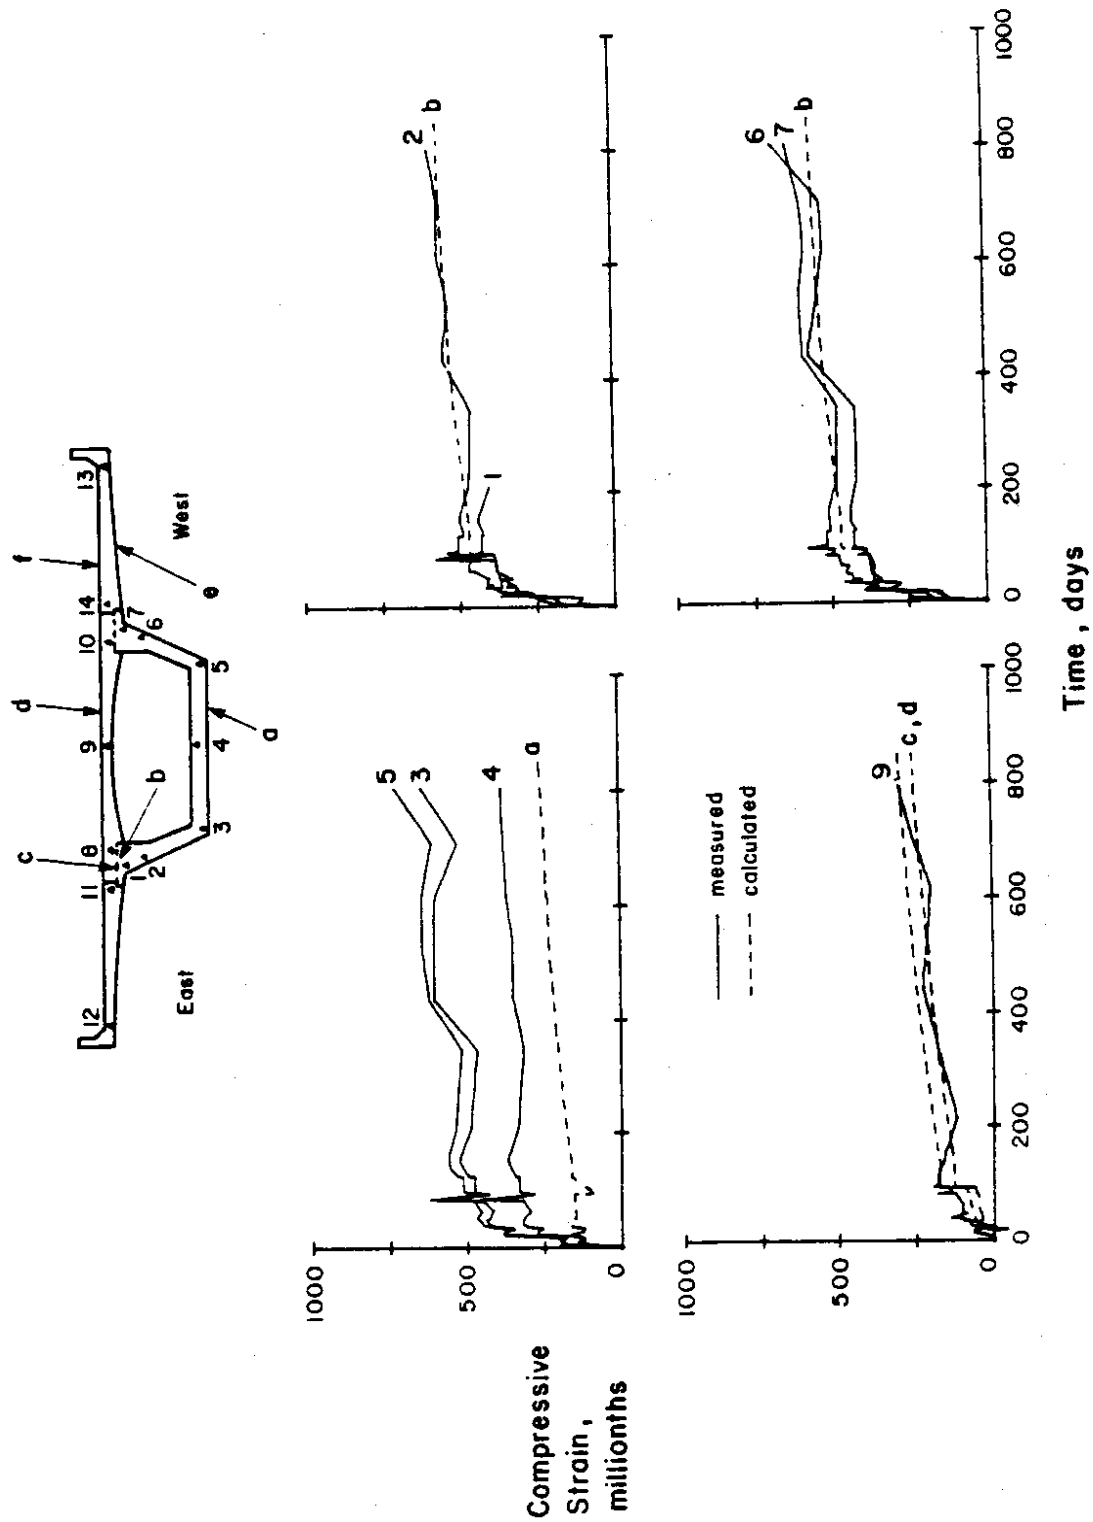 c
d
f
12
11
8
9
10
14
13
1
2
b
7
6
3
4
5
East
a
e
West
Compressive
Strain,
millionths
1000
500
0
5
3
4
a
2
b
1
measured
calculated
1000
500
0
9
c, d
0
200
400
600
800
1000
6
7
b
0
200
400
600
800
1000
Time, days